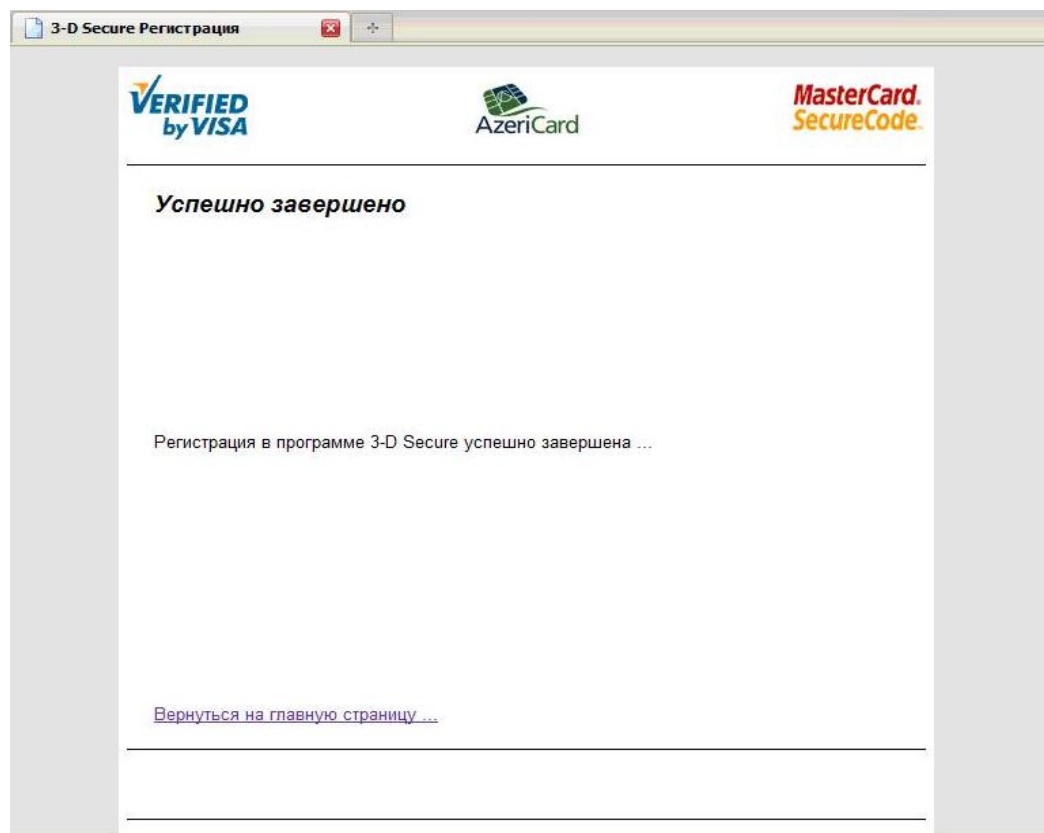 3-D Secure Регистрация
VERIFIED
by VISA
AzeriCard
MasterCard.
SecureCode.
Успешно завершено
Регистрация в программе 3-D Secure успешно завершена ...
Вернуться на главную страницу ...